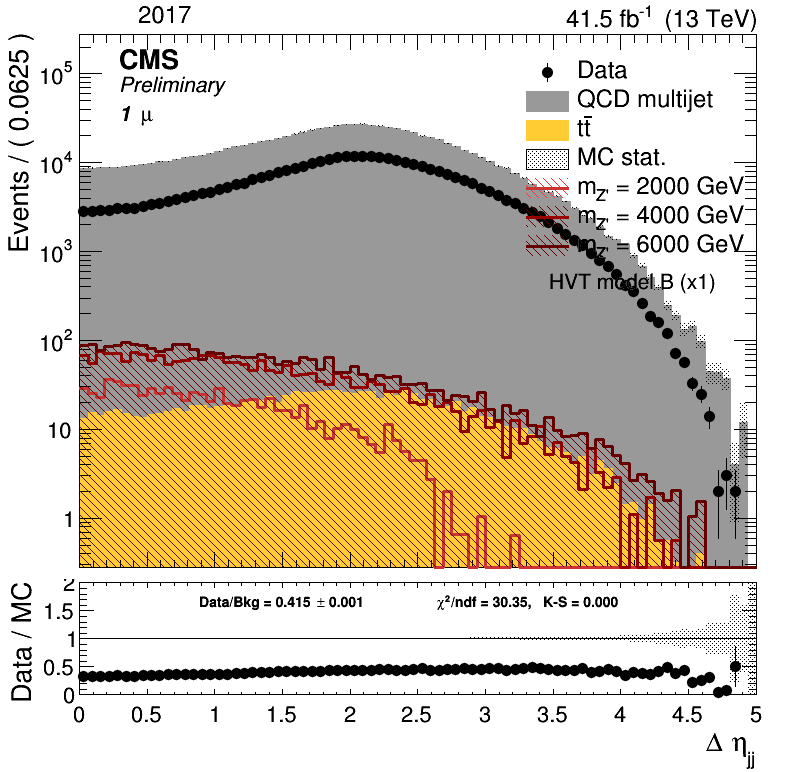 2017
41.5 fb⁻¹ (13 TeV)
CMS
Preliminary
1 μ
Data
QCD multijet
tt̄
MC stat.
m_Z' = 2000 GeV
m_Z' = 4000 GeV
m_Z' = 6000 GeV
HVT model B (x1)
Events / ( 0.0625 )
10⁵
10⁴
10³
10²
10
1
Data/Bkg = 0.415 ± 0.001
χ²/ndf = 30.35, K-S = 0.000
Data / MC
2
1.5
1
0.5
0
0 0.5 1 1.5 2 2.5 3 3.5 4 4.5 5
Δ η_jj